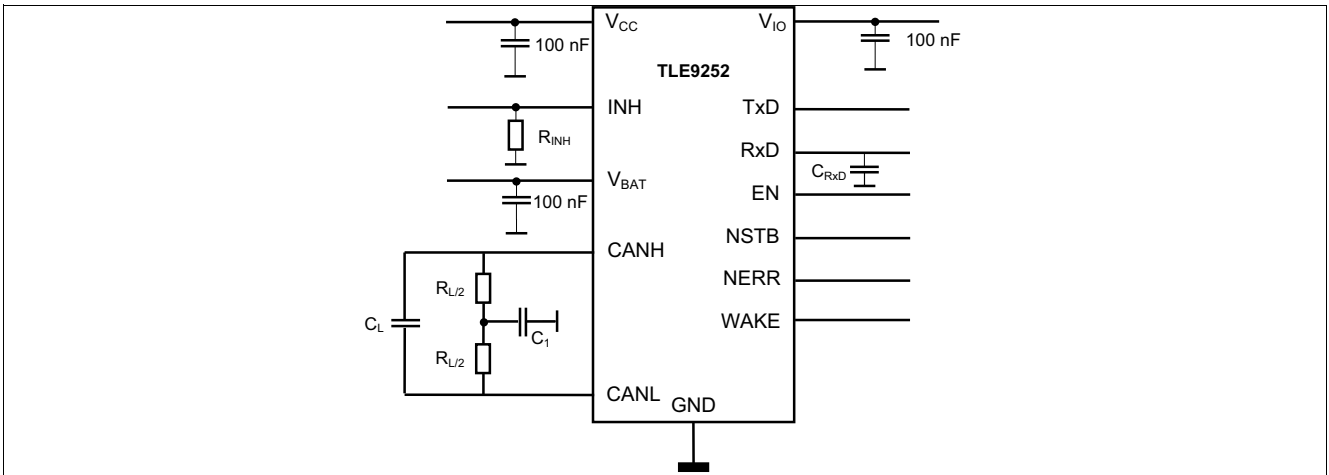 V_CC
V_IO
100 nF
100 nF
TLE9252
INH
TxD
R_INH
RxD
C_RxD
V_BAT
EN
100 nF
NSTB
CANH
R_L/2
NERR
C_L
C_1
WAKE
R_L/2
CANL
GND